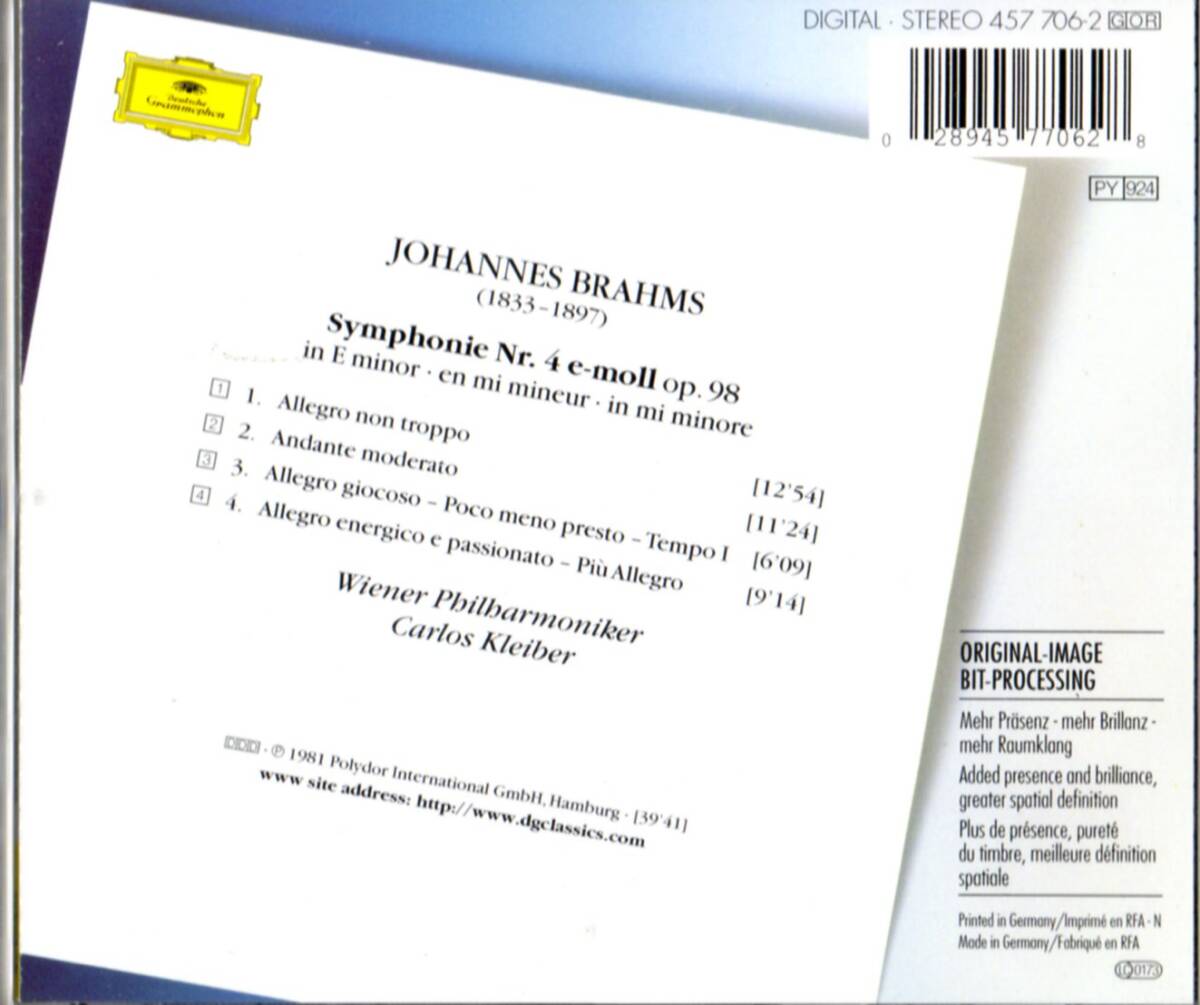 DIGITAL · STEREO 457 706-2 GOR
Deutsche
Grammophon
0 28945 77062 8
PY 924
JOHANNES BRAHMS
(1833–1897)
Symphonie Nr. 4 e-moll op. 98
in E minor · en mi mineur · in mi minore
1 1. Allegro non troppo [12'54]
2 2. Andante moderato [11'24]
3 3. Allegro giocoso – Poco meno presto – Tempo I [6'09]
4 4. Allegro energico e passionato – Più Allegro [9'14]
Wiener Philharmoniker
Carlos Kleiber
DDD · ℗ 1981 Polydor International GmbH, Hamburg · [39'41]
www site address: http://www.dgclassics.com
ORIGINAL-IMAGE
BIT-PROCESSING
Mehr Präsenz - mehr Brillanz -
mehr Raumklang
Added presence and brilliance,
greater spatial definition
Plus de présence, pureté
du timbre, meilleure définition
spatiale
Printed in Germany/Imprimé en RFA - N
Made in Germany/Fabriqué en RFA
LC 0173